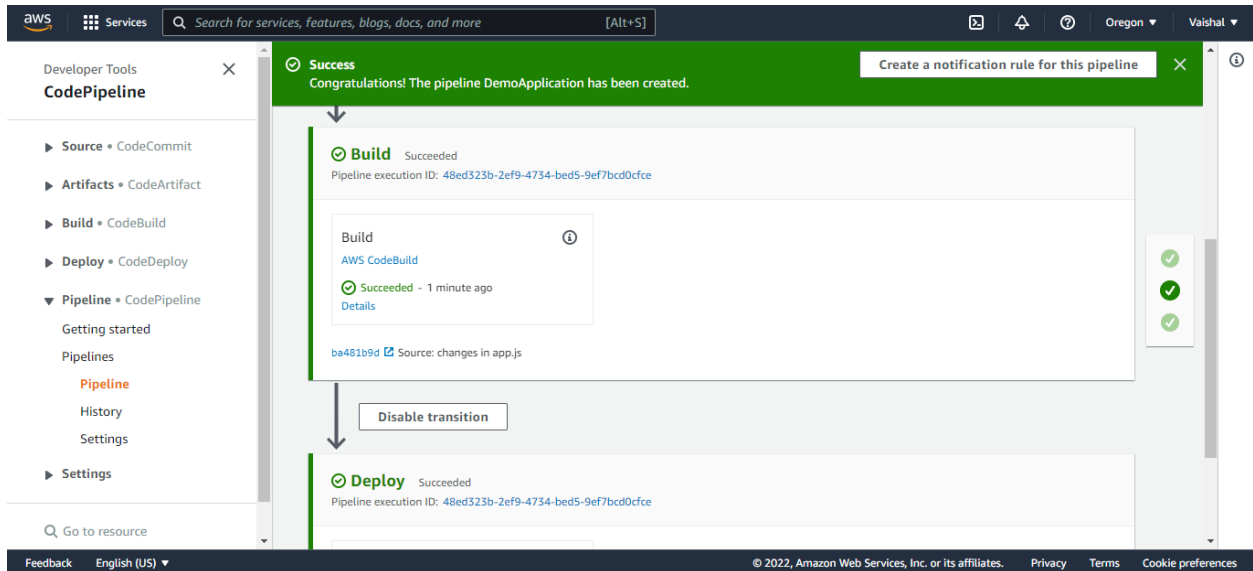 aws
Services
Search for services, features, blogs, docs, and more
[Alt+S]
Oregon ▼
Vaishal ▼
Developer Tools
CodePipeline
Source • CodeCommit
Artifacts • CodeArtifact
Build • CodeBuild
Deploy • CodeDeploy
Pipeline • CodePipeline
Getting started
Pipelines
Pipeline
History
Settings
Settings
Go to resource
Success
Congratulations! The pipeline DemoApplication has been created.
Create a notification rule for this pipeline
Build Succeeded
Pipeline execution ID: 48ed323b-2ef9-4734-bed5-9ef7bcd0cfce
Build
AWS CodeBuild
Succeeded - 1 minute ago
Details
ba481b9d Source: changes in app.js
Disable transition
Deploy Succeeded
Pipeline execution ID: 48ed323b-2ef9-4734-bed5-9ef7bcd0cfce
Feedback English (US) ▼
© 2022, Amazon Web Services, Inc. or its affiliates. Privacy Terms Cookie preferences